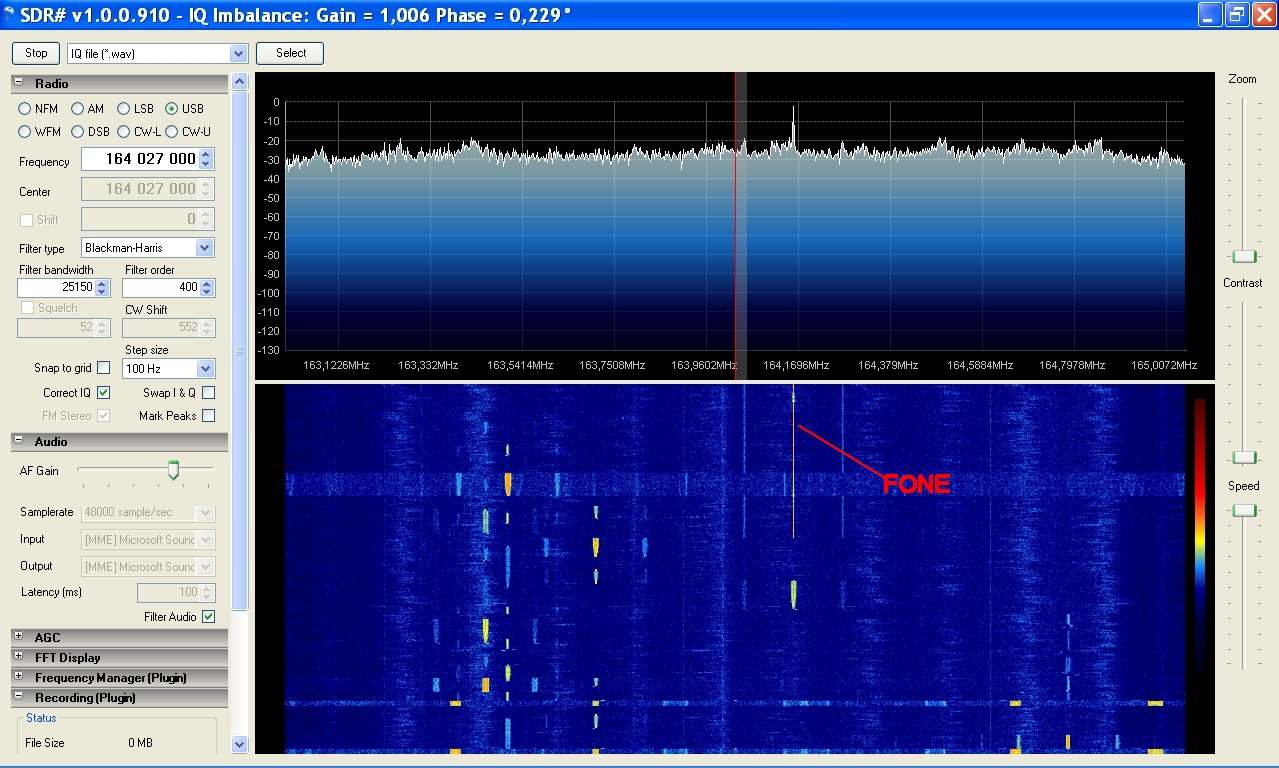 SDR# v1.0.0.910 - IQ Imbalance: Gain = 1,006 Phase = 0,229°
Stop
IQ file (*.wav)
Select
Radio
NFM AM LSB USB
WFM DSB CW-L CW-U
Frequency 164 027 000
Center 164 027 000
Shift 0
Filter type Blackman-Harris
Filter bandwidth Filter order
25150 400
Squelch CW Shift
52 552
Step size
Snap to grid 100 Hz
Correct IQ Swap I & Q
FM Stereo Mark Peaks
Audio
AF Gain
Samplerate 48000 sample/sec
Input [MME] Microsoft Sounc
Output [MME] Microsoft Sounc
Latency (ms) 100
Filter Audio
AGC
FFT Display
Frequency Manager (Plugin)
Recording (Plugin)
Status
File Size 0 MB
0
-10
-20
-30
-40
-50
-60
-70
-80
-90
-100
-110
-120
-130
163,1226MHz 163,332MHz 163,5414MHz 163,7508MHz 163,9602MHz 164,1696MHz 164,379MHz 164,5884MHz 164,7978MHz 165,0072MHz
FONE
Zoom
Contrast
Speed